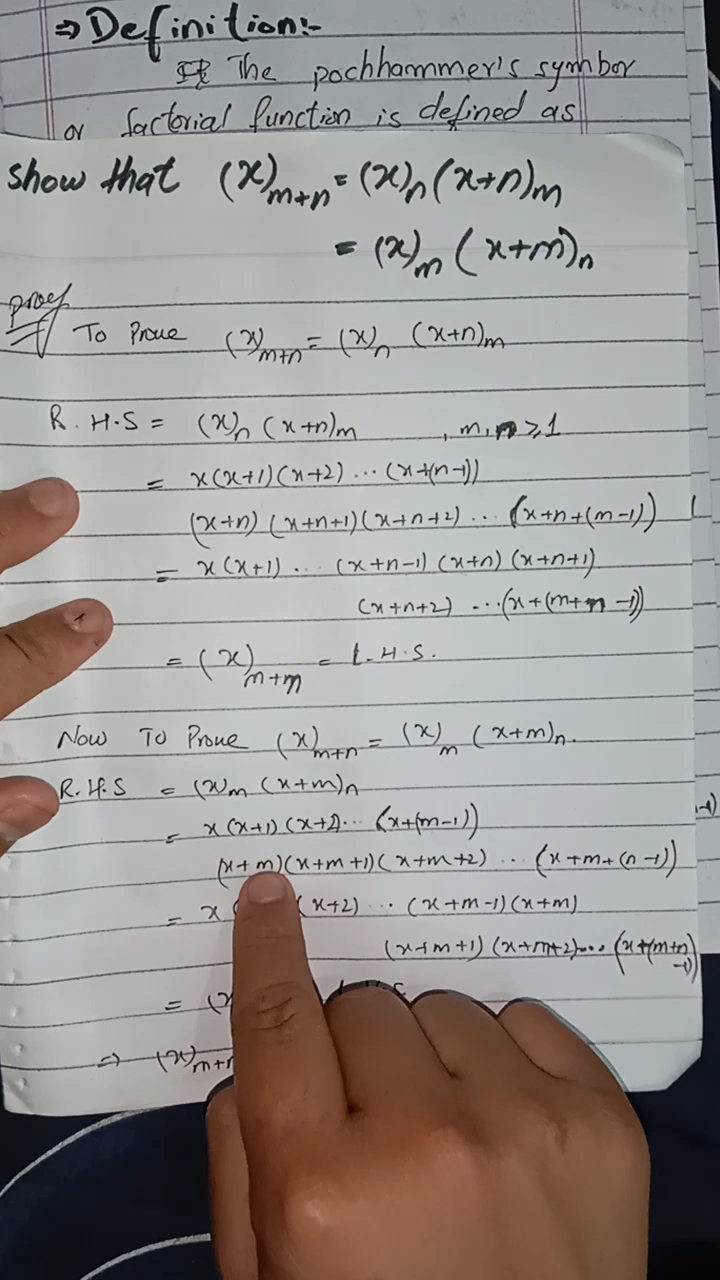 ⇒ Definition:-
The pochhammer's symbol
or factorial function is defined as
show that (x)ₘ₊ₙ = (x)ₙ (x+n)ₘ
= (x)ₘ (x+m)ₙ
proof
To Prove (x)ₘ₊ₙ = (x)ₙ (x+n)ₘ
R.H.S = (x)ₙ (x+n)ₘ , m, n ≥ 1
= x(x+1)(x+2) ... (x+(n-1))
(x+n) (x+n+1)(x+n+2) ... (x+n+(m-1))
= x(x+1) ... (x+n-1) (x+n) (x+n+1)
(x+n+2) ... (x+(m+n-1))
= (x)ₘ₊ₙ = L.H.S.
Now To Prove (x)ₘ₊ₙ = (x)ₘ (x+m)ₙ.
R.H.S = (x)ₘ (x+m)ₙ
= x(x+1)(x+2)... (x+(m-1))
(x+m)(x+m+1)(x+m+2) ... (x+m+(n-1))
= x (x+2) ... (x+m-1)(x+m)
(x+m+1) (x+m+2)... (x+(m+n)
-1)
= (x
⇒ (x)ₘ₊ₙ